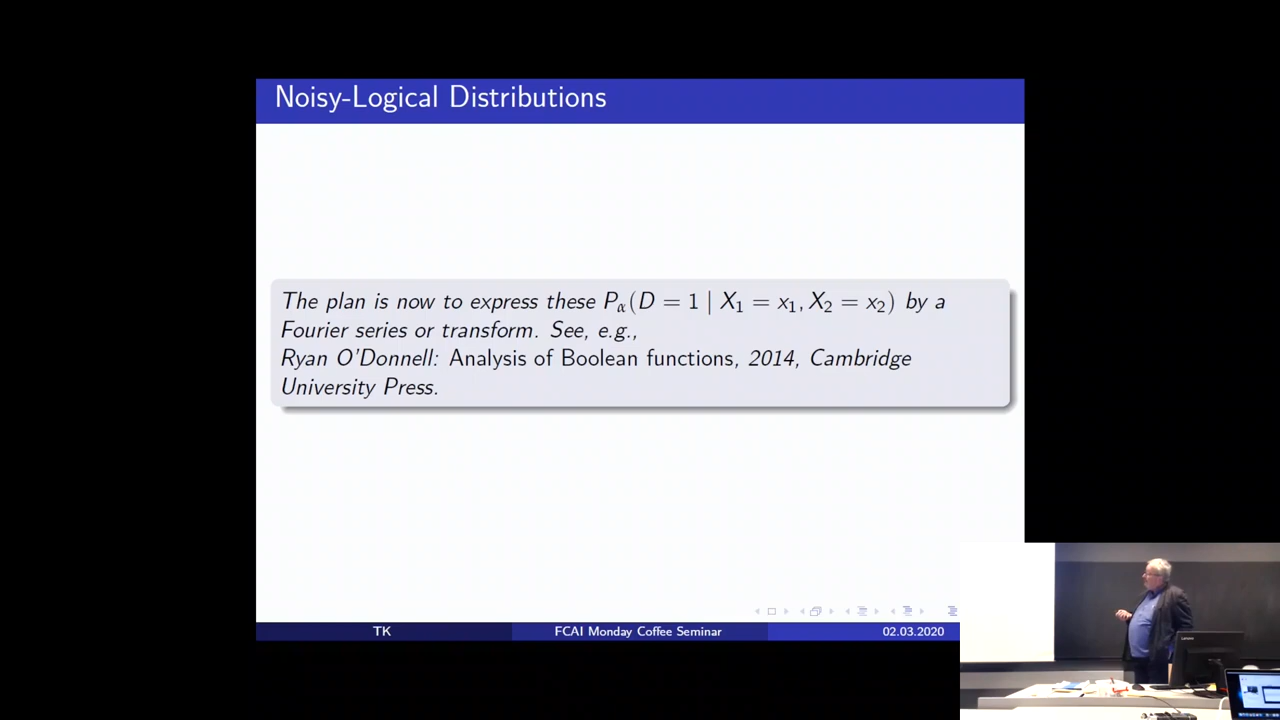 Noisy-Logical Distributions
The plan is now to express these Pα(D = 1 | X1 = x1, X2 = x2) by a
Fourier series or transform. See, e.g.,
Ryan O'Donnell: Analysis of Boolean functions, 2014, Cambridge
University Press.
TK
FCAI Monday Coffee Seminar
02.03.2020
Lenovo